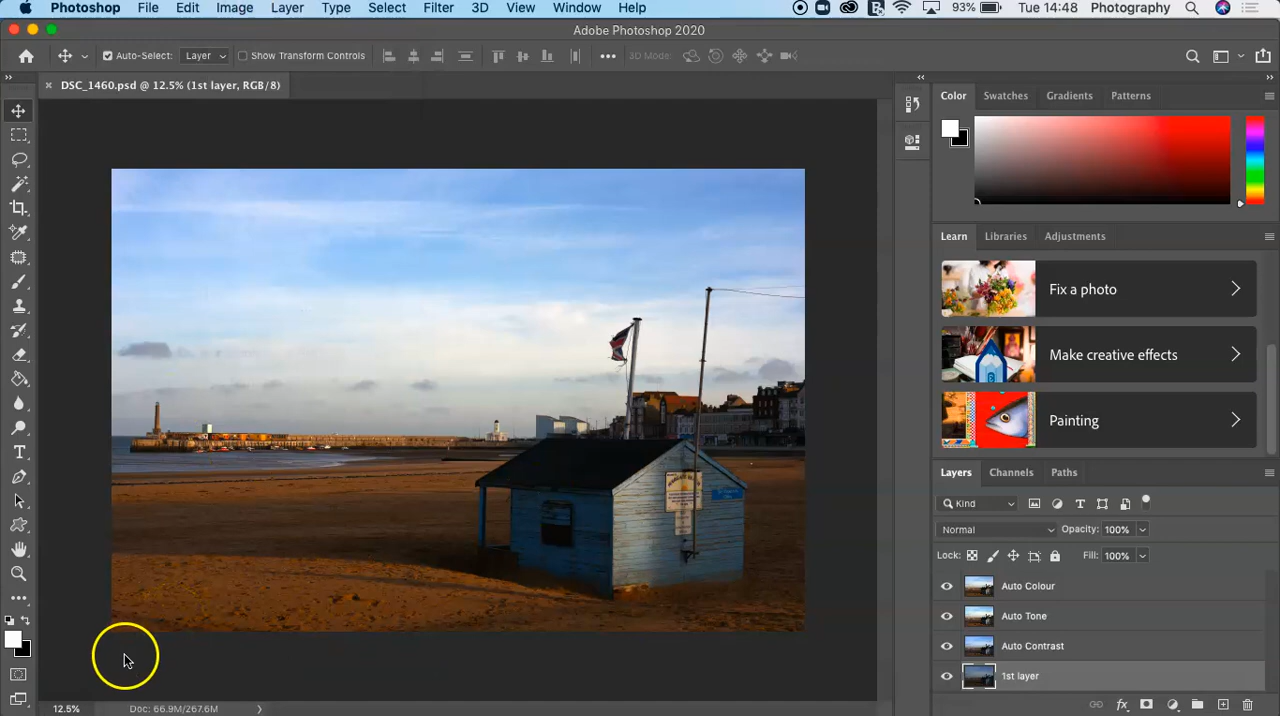 Photoshop File Edit Image Layer Type Select Filter 3D View Window Help 93% Tue 14:48 Photography
Adobe Photoshop 2020
Auto-Select: Layer Show Transform Controls 3D Mode:
DSC_1460.psd @ 12.5% (1st layer, RGB/8)
Color Swatches Gradients Patterns
Learn Libraries Adjustments
Fix a photo
Make creative effects
Painting
Layers Channels Paths
Kind
Normal Opacity: 100%
Lock: Fill: 100%
Auto Colour
Auto Tone
Auto Contrast
1st layer
12.5% Doc: 66.9M/267.6M